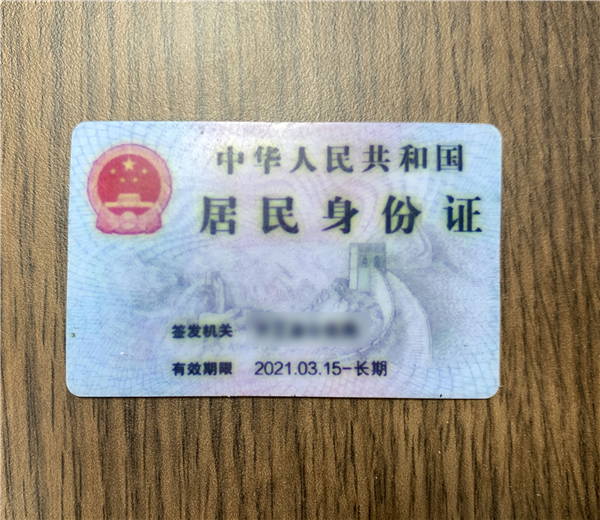 中华人民共和国
居民身份证
签发机关
有效期限 2021.03.15-长期